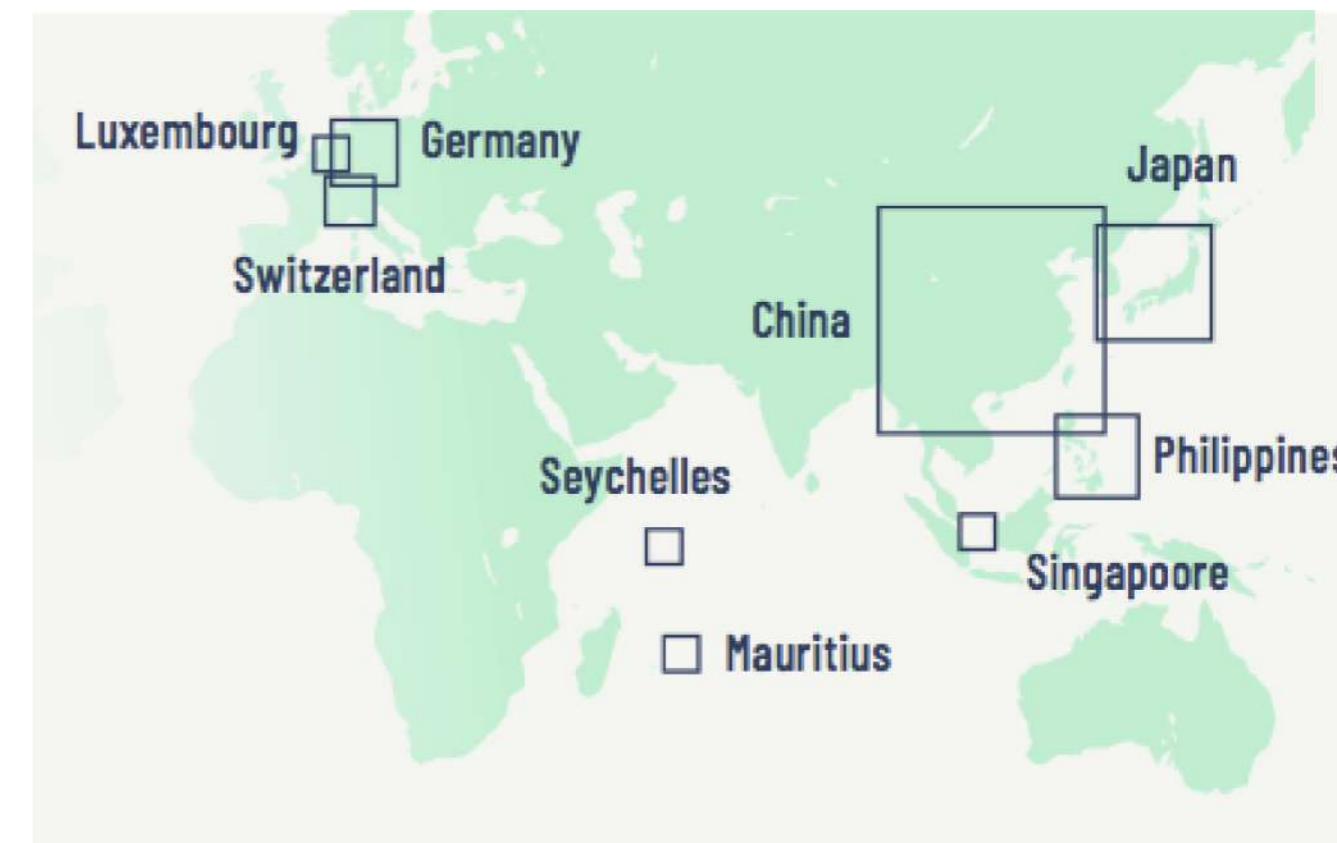 Luxembourg
Germany
Japan
Switzerland
China
Philippines
Seychelles
Singapoore
Mauritius